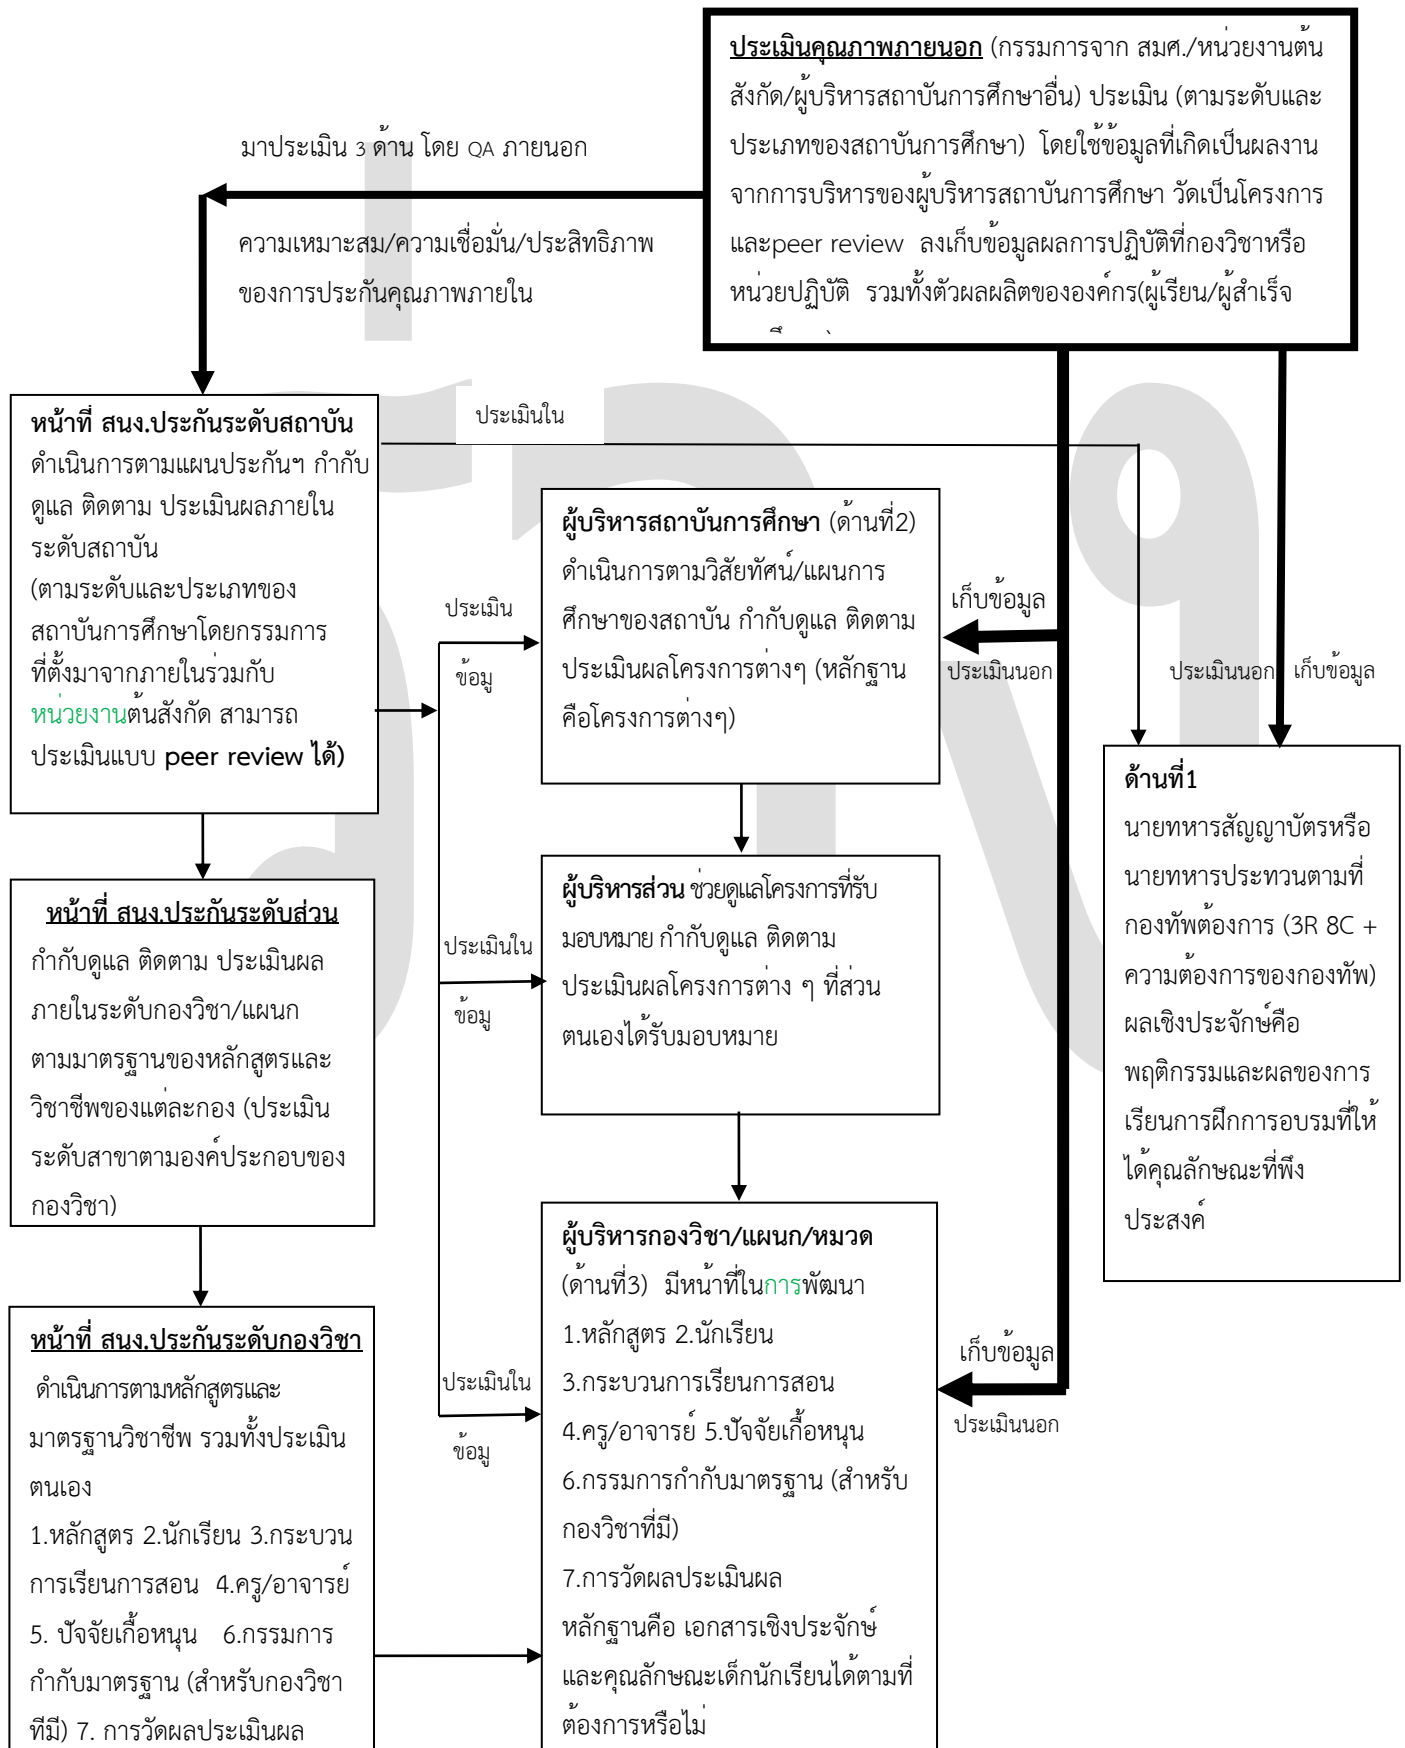 ประเมินคุณภาพภายนอก (กรรมการจาก สมศ./หน่วยงานต้น
สังกัด/ผู้บริหารสถาบันการศึกษาอื่น) ประเมิน (ตามระดับและ
ประเภทของสถาบันการศึกษา) โดยใช้ข้อมูลที่เกิดเป็นผลงาน
จากการบริหารของผู้บริหารสถาบันการศึกษา วัดเป็นโครงการ
และpeer review ลงเก็บข้อมูลผลการปฏิบัติที่กองวิชาหรือ
หน่วยปฏิบัติ รวมทั้งตัวผลผลิตขององค์กร(ผู้เรียน/ผู้สำเร็จ
มาประเมิน 3 ด้าน โดย QA ภายนอก
ความเหมาะสม/ความเชื่อมั่น/ประสิทธิภาพ
ของการประกันคุณภาพภายใน
หน้าที่ สนง.ประกันระดับสถาบัน
ดำเนินการตามแผนประกันฯ กำกับ
ดูแล ติดตาม ประเมินผลภายใน
ระดับสถาบัน
(ตามระดับและประเภทของ
สถาบันการศึกษาโดยกรรมการ
ที่ตั้งมาจากภายในร่วมกับ
หน่วยงานต้นสังกัด สามารถ
ประเมินแบบ peer review ได้)
ประเมินใน
ผู้บริหารสถาบันการศึกษา (ด้านที่2)
ดำเนินการตามวิสัยทัศน์/แผนการ
ศึกษาของสถาบัน กำกับดูแล ติดตาม
ประเมินผลโครงการต่างๆ (หลักฐาน
คือโครงการต่างๆ)
ประเมิน
ข้อมู
เก็บข้อมูล
ประเมินนอก
ประเมินนอก
เก็บข้อมูล
ด้านที่1
นายทหารสัญญาบัตรหรือ
นายทหารประทวนตามที่
กองทัพต้องการ (3R 8C +
ความต้องการของกองทัพ)
ผลเชิงประจักษ์คือ
พฤติกรรมและผลของการ
เรียนการฝึกการอบรมที่ให้
ได้คุณลักษณะที่พึง
ประสงค์
หน้าที่ สนง.ประกันระดับส่วน
กำกับดูแล ติดตาม ประเมินผล
ภายในระดับกองวิชา/แผนก
ตามมาตรฐานของหลักสูตรและ
วิชาชีพของแต่ละกอง (ประเมิน
ระดับสาขาตามองค์ประกอบของ
กองวิชา)
ประเมินใน
ข้อมู
ผู้บริหารส่วน ช่วยดูแลโครงการที่รับ
มอบหมาย กำกับดูแล ติดตาม
ประเมินผลโครงการต่าง ๆ ที่ส่วน
ตนเองได้รับมอบหมาย
หน้าที่ สนง.ประกันระดับกองวิชา
ดำเนินการตามหลักสูตรและ
มาตรฐานวิชาชีพ รวมทั้งประเมิน
ตนเอง
1.หลักสูตร 2.นักเรียน 3.กระบวน
การเรียนการสอน 4.ครู/อาจารย์
5. ปัจจัยเกื้อหนุน 6.กรรมการ
กำกับมาตรฐาน (สำหรับกองวิชา
ทีมี) 7. การวัดผลประเมินผล
ประเมินใน
ข้อมู
ผู้บริหารกองวิชา/แผนก/หมวด
(ด้านที่3) มีหน้าที่ในการพัฒนา
1.หลักสูตร 2.นักเรียน
3.กระบวนการเรียนการสอน
4.ครู/อาจารย์ 5.ปัจจัยเกื้อหนุน
6.กรรมการกำกับมาตรฐาน (สำหรับ
กองวิชาที่มี)
7.การวัดผลประเมินผล
หลักฐานคือ เอกสารเชิงประจักษ์
และคุณลักษณะเด็กนักเรียนได้ตามที่
ต้องการหรือไม่
เก็บข้อมูล
ประเมินนอก